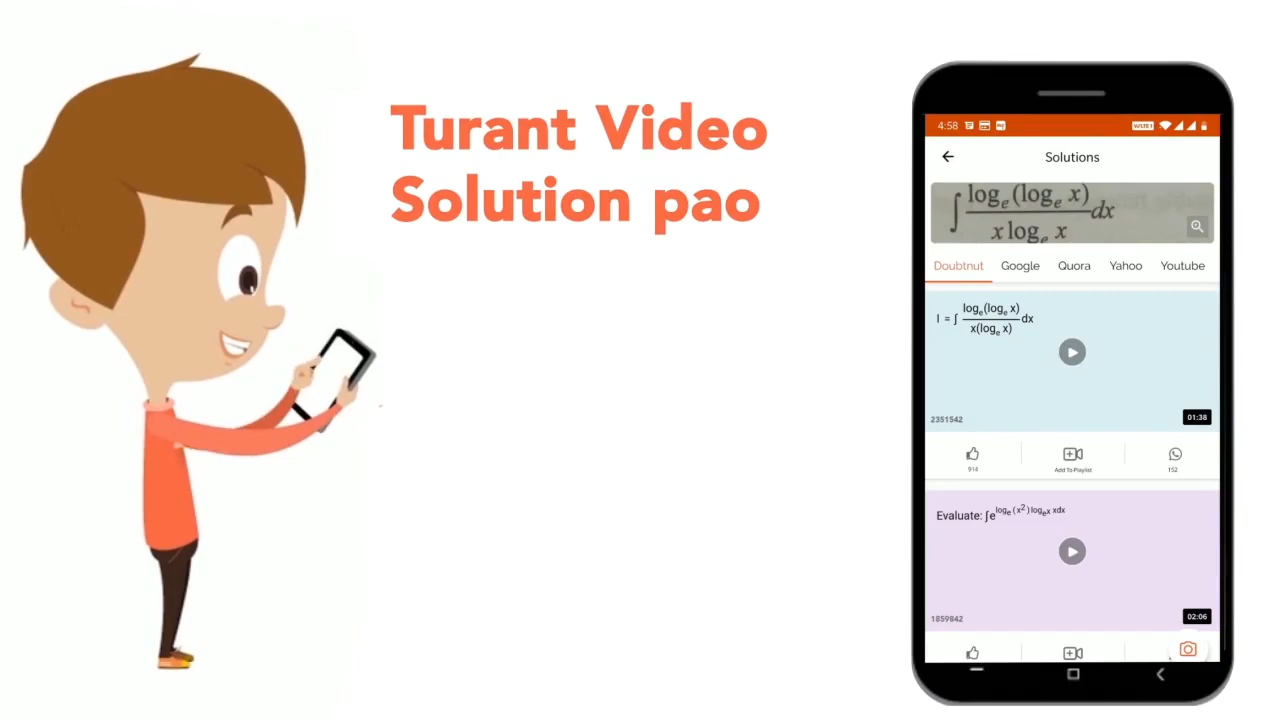 Turant Video
Solution pao
4:58
VoLTE1
Solutions
∫ logₑ(logₑ x) / x logₑ x dx
Doubtnut Google Quora Yahoo Youtube
I = ∫ logₑ(logₑ x) / x(logₑ x) dx
2351542 01:38
914 Add To Playlist 152
Evaluate: ∫e^logₑ(x²)logₑx xdx
1859842 02:06